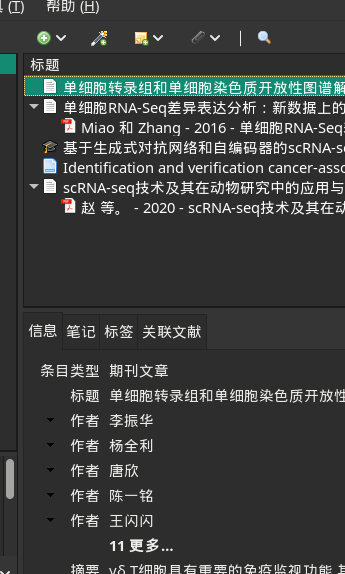 (T) 帮助 (H)
标题
单细胞转录组和单细胞染色质开放性图谱解
单细胞RNA-Seq差异表达分析：新数据上的
Miao 和 Zhang - 2016 - 单细胞RNA-Seq
基于生成式对抗网络和自编码器的scRNA-s
Identification and verification cancer-asso
scRNA-seq技术及其在动物研究中的应用与
赵 等。 - 2020 - scRNA-seq技术及其在动
信息 笔记 标签 关联文献
条目类型 期刊文章
标题 单细胞转录组和单细胞染色质开放性
作者 李振华
作者 杨全利
作者 唐欣
作者 陈一铭
作者 王闪闪
11 更多...
摘要 γδ T细胞具有重要的免疫监视功能,